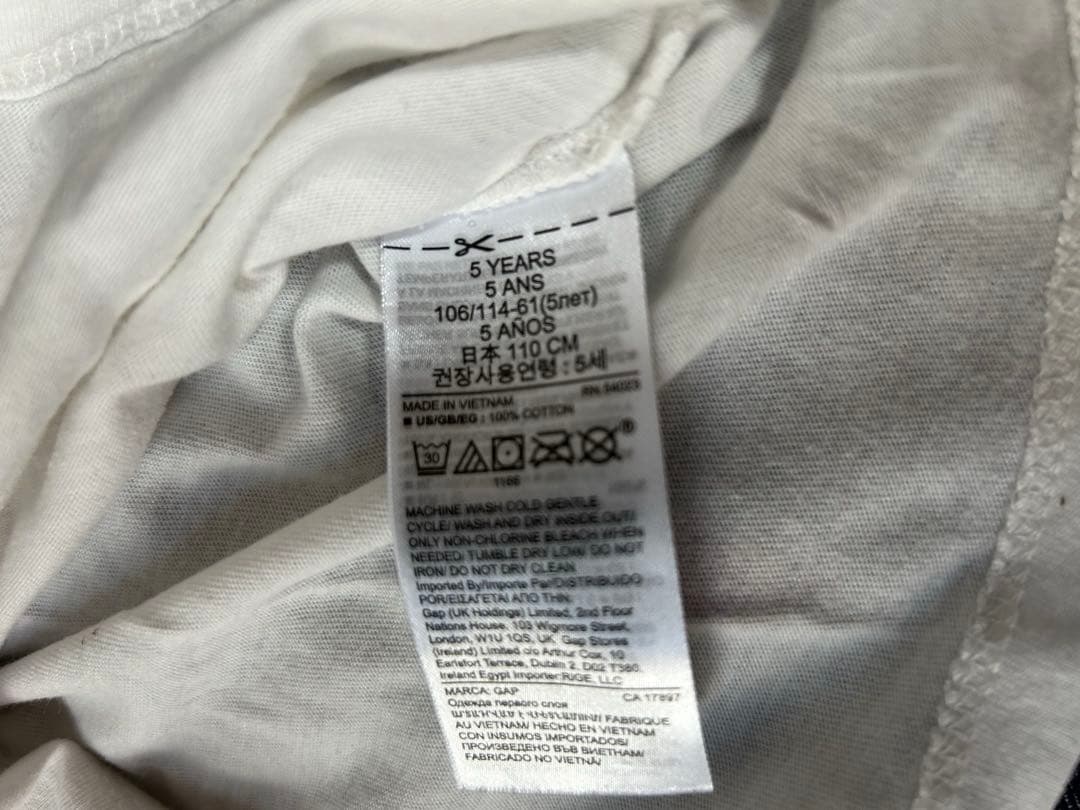 5 YEARS
5 ANS
106/114-61(5лет)
5 AÑOS
日本 110 CM
권장사용연령 : 5세
RN 54023
MADE IN VIETNAM
US/GB/EG : 100% COTTON
30
MACHINE WASH COLD GENTLE
CYCLE/ WASH AND DRY INSIDE OUT/
ONLY NON-CHLORINE BLEACH WHEN
NEEDED/ TUMBLE DRY LOW/ DO NOT
IRON/ DO NOT DRY CLEAN
Imported By/Importe Par/DISTRIBUIDO
POR/ΕΙΣΑΓΕΤΑΙ ΑΠΟ ΤΗΝ:
Gap (UK Holdings) Limited, 2nd Floor
Nations House, 103 Wigmore Street,
London, W1U 1QS, UK Gap Stores
(Ireland) Limited c/o Arthur Cox, 10
Earlsfort Terrace, Dublin 2, D02 T380,
Ireland Egypt Importer:RIGE, LLC
MARCA: GAP
CA 17897
Одежда первого слоя
FABRIQUE
AU VIETNAM/ HECHO EN VIETNAM
CON INSUMOS IMPORTADOS/
ПРОИЗВЕДЕНО ВЪВ ВИЕТНАМ/
FABRICADO NO VIETNÃ/